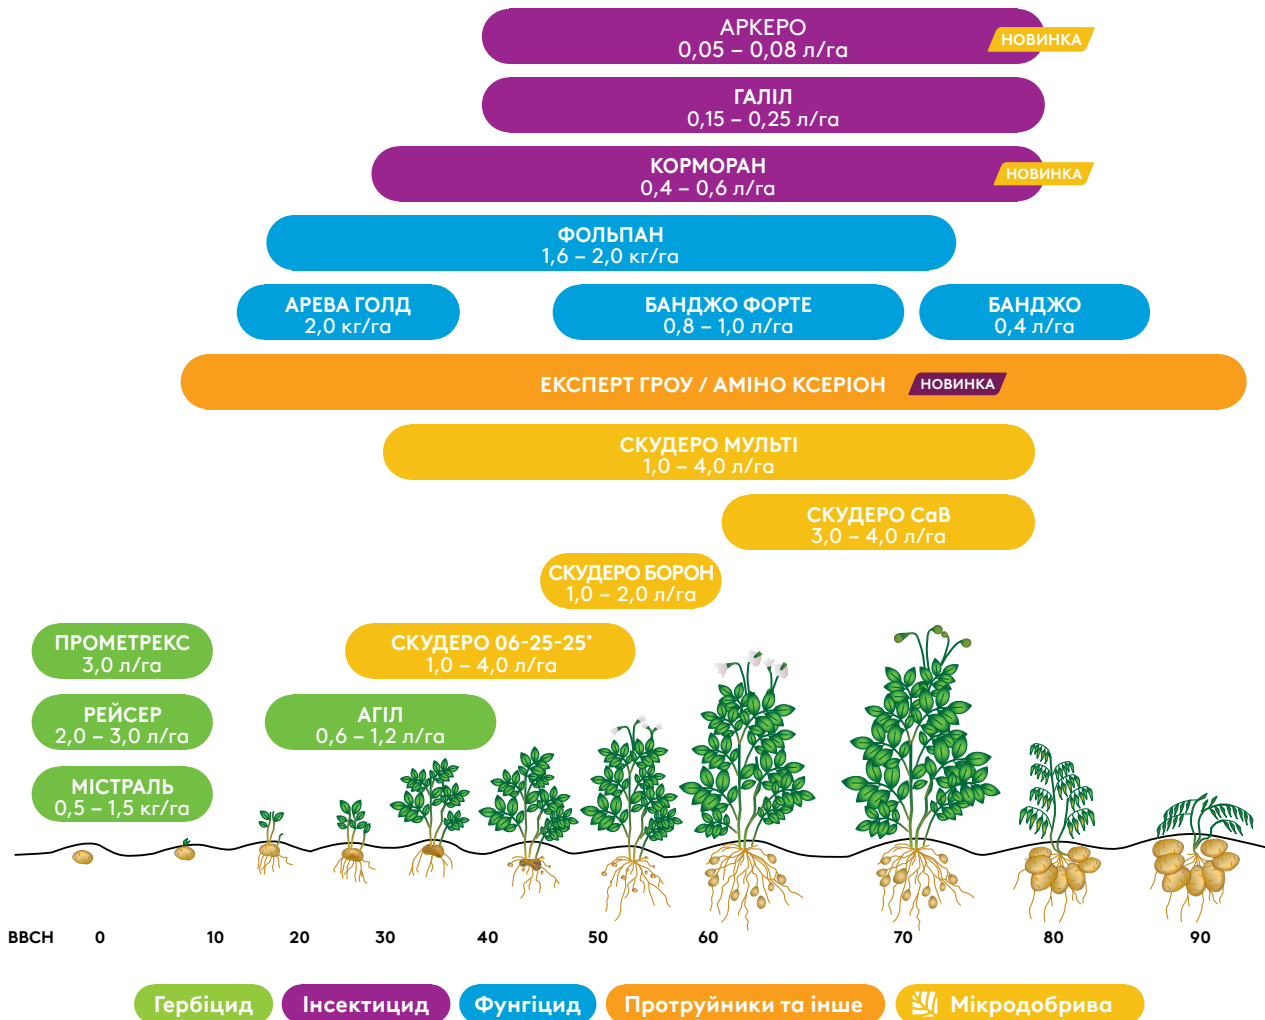 АРКЕРО
0,05 – 0,08 л/га
НОВИНКА
ГАЛІЛ
0,15 – 0,25 л/га
КОРМОРАН
0,4 – 0,6 л/га
НОВИНКА
ФОЛЬПАН
1,6 – 2,0 кг/га
АРЕВА ГОЛД
2,0 кг/га
БАНДЖО ФОРТЕ
0,8 – 1,0 л/га
БАНДЖО
0,4 л/га
ЕКСПЕРТ ГРОУ / АМІНО КСЕРІОН
НОВИНКА
СКУДЕРО МУЛЬТІ
1,0 – 4,0 л/га
СКУДЕРО СаВ
3,0 – 4,0 л/га
СКУДЕРО БОРОН
1,0 – 2,0 л/га
ПРОМЕТРЕКС
3,0 л/га
СКУДЕРО 06-25-25*
1,0 – 4,0 л/га
РЕЙСЕР
2,0 – 3,0 л/га
АГІЛ
0,6 – 1,2 л/га
МІСТРАЛЬ
0,5 – 1,5 кг/га
BBCH 0 10 20 30 40 50 60 70 80 90
Гербіцид Інсектицид Фунгіцид Протруйники та інше Мікродобрива